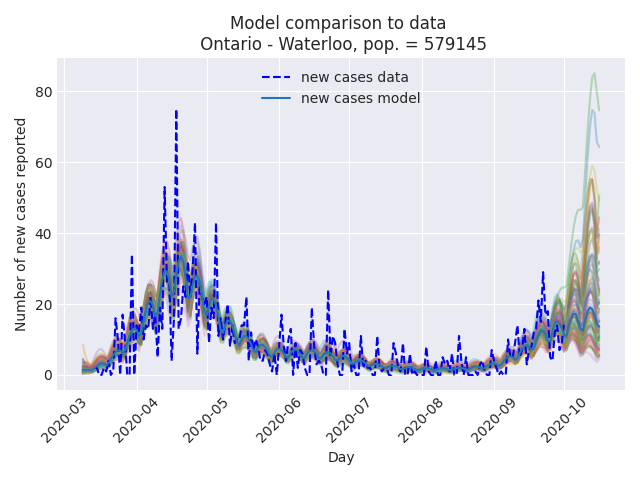 Model comparison to data
Ontario - Waterloo, pop. = 579145
new cases data
new cases model
Number of new cases reported
80
60
40
20
0
2020-03
2020-04
2020-05
2020-06
2020-07
2020-08
2020-09
2020-10
Day